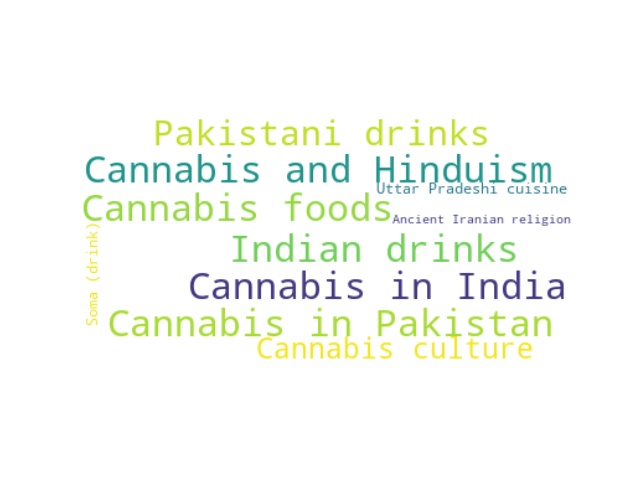 Pakistani drinks
Cannabis and Hinduism
Uttar Pradeshi cuisine
Cannabis foods
Ancient Iranian religion
Indian drinks
Soma (drink)
Cannabis in India
Cannabis in Pakistan
Cannabis culture